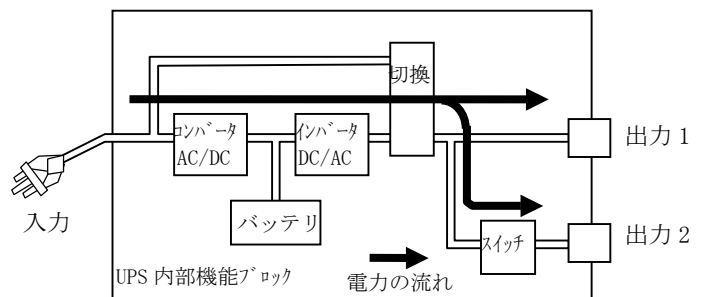 切換
コンバータ
AC/DC
インバータ
DC/AC
出力 1
バッテリ
入力
スイッチ
出力 2
UPS 内部機能ブロック
電力の流れ